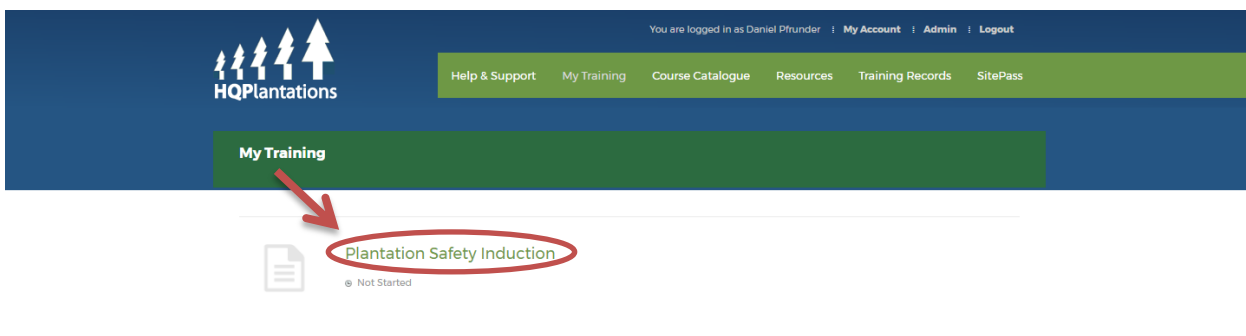 You are logged in as Daniel Pfrunder ⋮ My Account ⋮ Admin ⋮ Logout
HQPlantations
Help & Support My Training Course Catalogue Resources Training Records SitePass
My Training
Plantation Safety Induction
Not Started